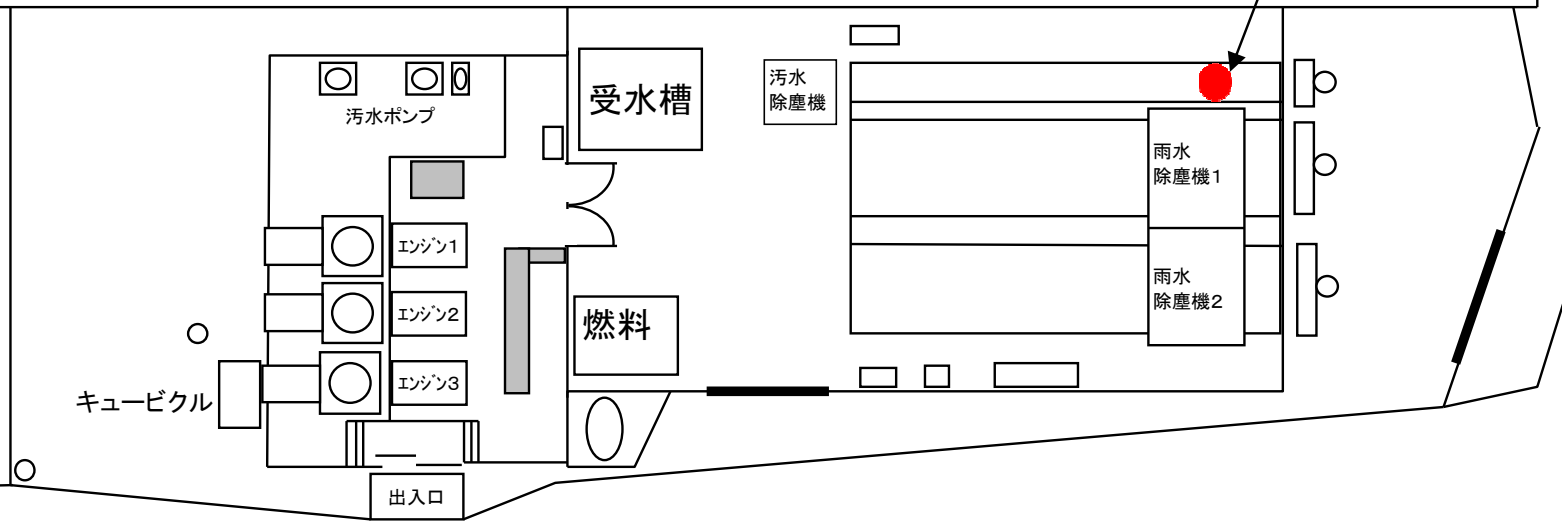 汚水ポンプ
受水槽
汚水
除塵機
雨水
除塵機1
エンジン1
エンジン2
エンジン3
燃料
雨水
除塵機2
キュービクル
出入口